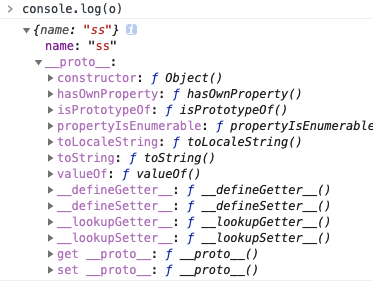 > console.log(o)
▼ {name: "ss"} i
name: "ss"
▼ __proto__:
▶ constructor: ƒ Object()
▶ hasOwnProperty: ƒ hasOwnProperty()
▶ isPrototypeOf: ƒ isPrototypeOf()
▶ propertyIsEnumerable: ƒ propertyIsEnumerable
▶ toLocaleString: ƒ toLocaleString()
▶ toString: ƒ toString()
▶ valueOf: ƒ valueOf()
▶ __defineGetter__: ƒ __defineGetter__()
▶ __defineSetter__: ƒ __defineSetter__()
▶ __lookupGetter__: ƒ __lookupGetter__()
▶ __lookupSetter__: ƒ __lookupSetter__()
▶ get __proto__: ƒ __proto__()
▶ set __proto__: ƒ __proto__()